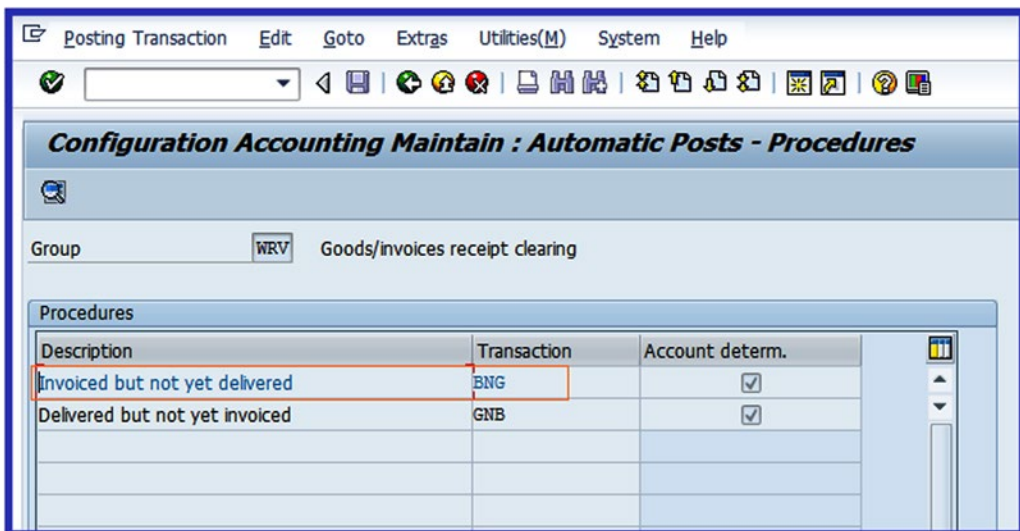 Posting Transaction Edit Goto Extras Utilities(M) System Help
Configuration Accounting Maintain : Automatic Posts - Procedures
Group WRV Goods/invoices receipt clearing
Procedures
Description Transaction Account determ.
Invoiced but not yet delivered BNG
Delivered but not yet invoiced GNB